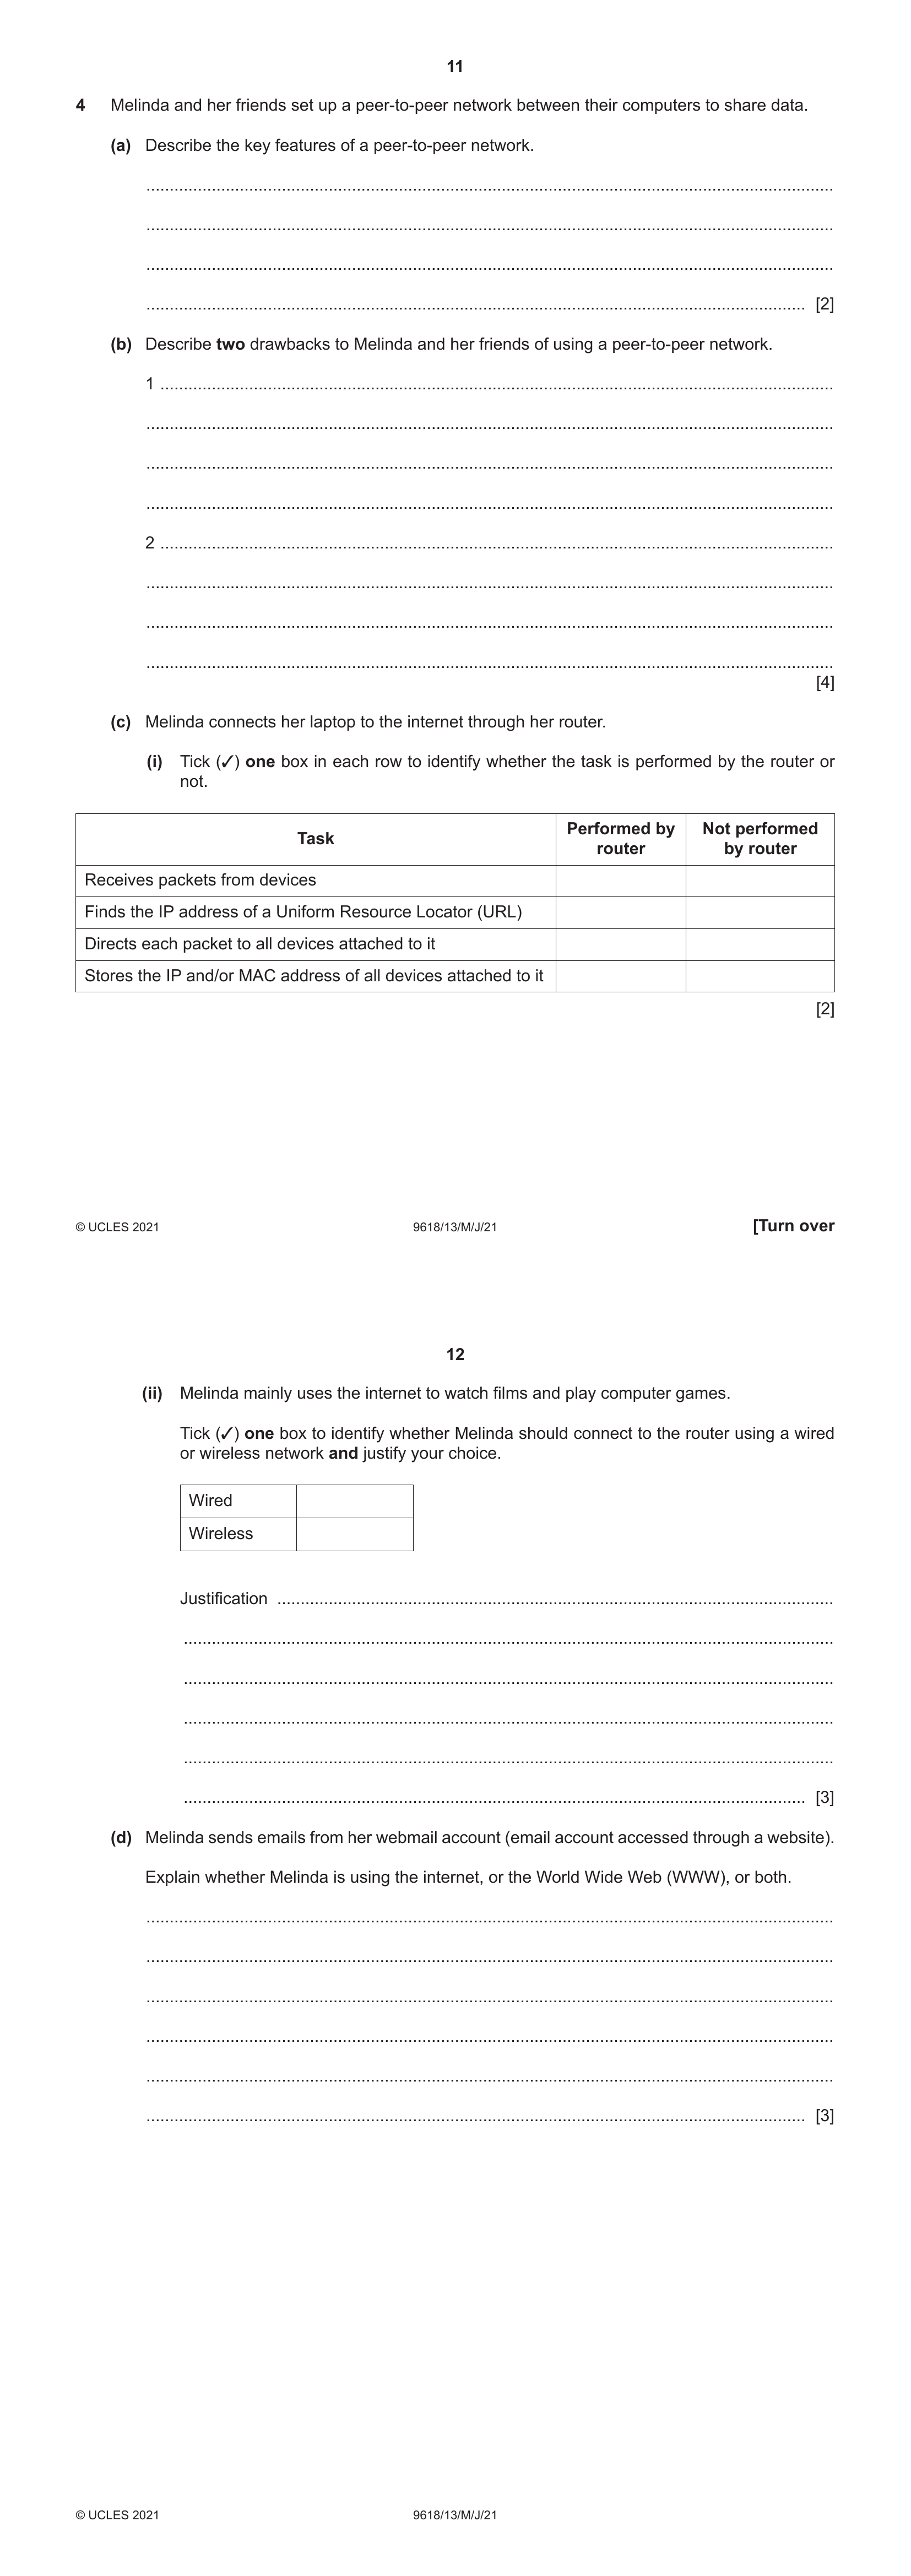 11
4 Melinda and her friends set up a peer-to-peer network between their computers to share data.
(a) Describe the key features of a peer-to-peer network.
[2]
(b) Describe two drawbacks to Melinda and her friends of using a peer-to-peer network.
1
2
[4]
(c) Melinda connects her laptop to the internet through her router.
(i) Tick (✓) one box in each row to identify whether the task is performed by the router or
not.
Task
Performed by
router
Not performed
by router
Receives packets from devices
Finds the IP address of a Uniform Resource Locator (URL)
Directs each packet to all devices attached to it
Stores the IP and/or MAC address of all devices attached to it
[2]
© UCLES 2021 9618/13/M/J/21 [Turn over
12
(ii) Melinda mainly uses the internet to watch films and play computer games.
Tick (✓) one box to identify whether Melinda should connect to the router using a wired
or wireless network and justify your choice.
Wired
Wireless
Justification
[3]
(d) Melinda sends emails from her webmail account (email account accessed through a website).
Explain whether Melinda is using the internet, or the World Wide Web (WWW), or both.
[3]
© UCLES 2021 9618/13/M/J/21